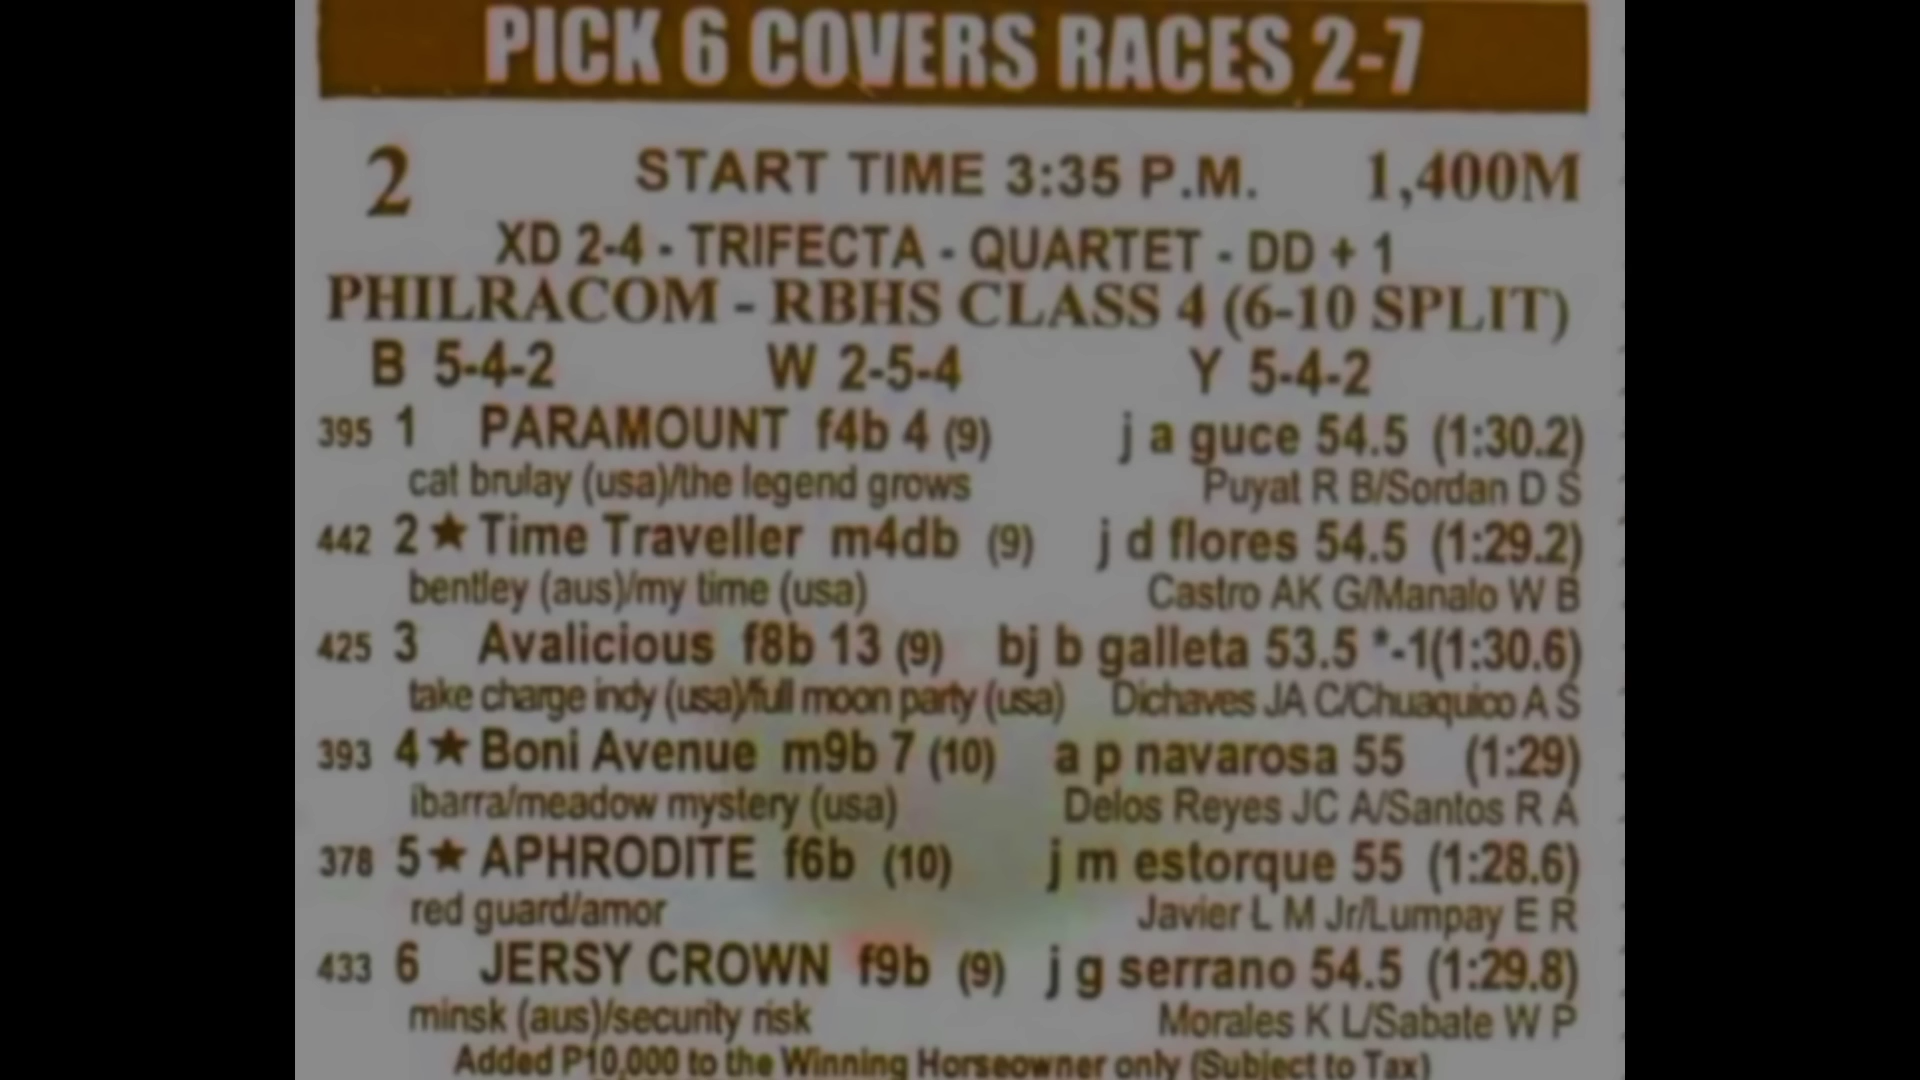 PICK 6 COVERS RACES 2-7
2 START TIME 3:35 P.M. 1,400M
XD 2-4 - TRIFECTA - QUARTET - DD + 1
PHILRACOM - RBHS CLASS 4 (6-10 SPLIT)
B 5-4-2 W 2-5-4 Y 5-4-2
395 1 PARAMOUNT f4b 4 (9) j a guce 54.5 (1:30.2)
cat brulay (usa)/the legend grows Puyat R B/Sordan D S
442 2★ Time Traveller m4db (9) j d flores 54.5 (1:29.2)
bentley (aus)/my time (usa) Castro AK G/Manalo W B
425 3 Avalicious f8b 13 (9) bj b galleta 53.5 *-1(1:30.6)
take charge indy (usa)/full moon party (usa) Dichaves JA C/Chuaquico A S
393 4★ Boni Avenue m9b 7 (10) a p navarosa 55 (1:29)
ibarra/meadow mystery (usa) Delos Reyes JC A/Santos R A
378 5★ APHRODITE f6b (10) j m estorque 55 (1:28.6)
red guard/amor Javier L M Jr/Lumpay E R
433 6 JERSY CROWN f9b (9) j g serrano 54.5 (1:29.8)
minsk (aus)/security risk Morales K L/Sabate W P
Added P10,000 to the Winning Horseowner only (Subject to Tax)